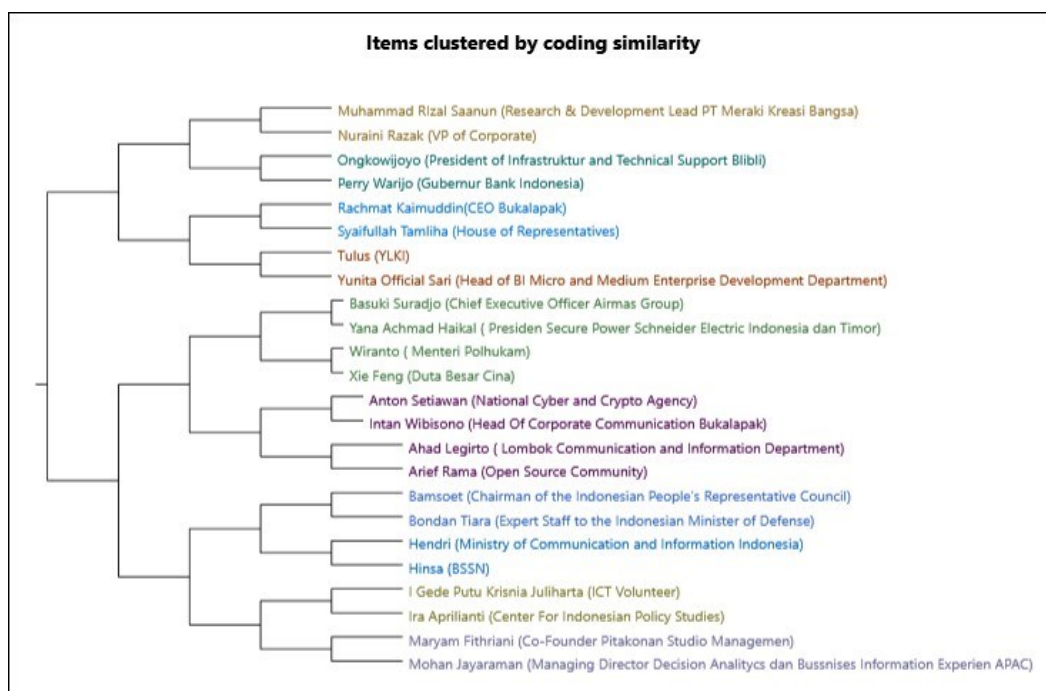 Items clustered by coding similarity
Muhammad RIzal Saanun (Research & Development Lead PT Meraki Kreasi Bangsa)
Nuraini Razak (VP of Corporate)
Ongkowijoyo (President of Infrastruktur and Technical Support Blibli)
Perry Warijo (Gubernur Bank Indonesia)
Rachmat Kaimuddin(CEO Bukalapak)
Syaifullah Tamliha (House of Representatives)
Tulus (YLKI)
Yunita Official Sari (Head of BI Micro and Medium Enterprise Development Department)
Basuki Suradjo (Chief Executive Officer Airmas Group)
Yana Achmad Haikal ( Presiden Secure Power Schneider Electric Indonesia dan Timor)
Wiranto ( Menteri Polhukam)
Xie Feng (Duta Besar Cina)
Anton Setiawan (National Cyber and Crypto Agency)
Intan Wibisono (Head Of Corporate Communication Bukalapak)
Ahad Legirto ( Lombok Communication and Information Department)
Arief Rama (Open Source Community)
Bamsoet (Chairman of the Indonesian People's Representative Council)
Bondan Tiara (Expert Staff to the Indonesian Minister of Defense)
Hendri (Ministry of Communication and Information Indonesia)
Hinsa (BSSN)
I Gede Putu Krisnia Juliharta (ICT Volunteer)
Ira Aprilianti (Center For Indonesian Policy Studies)
Maryam Fithriani (Co-Founder Pitakonan Studio Managemen)
Mohan Jayaraman (Managing Director Decision Analitycs dan Bussnises Information Experien APAC)